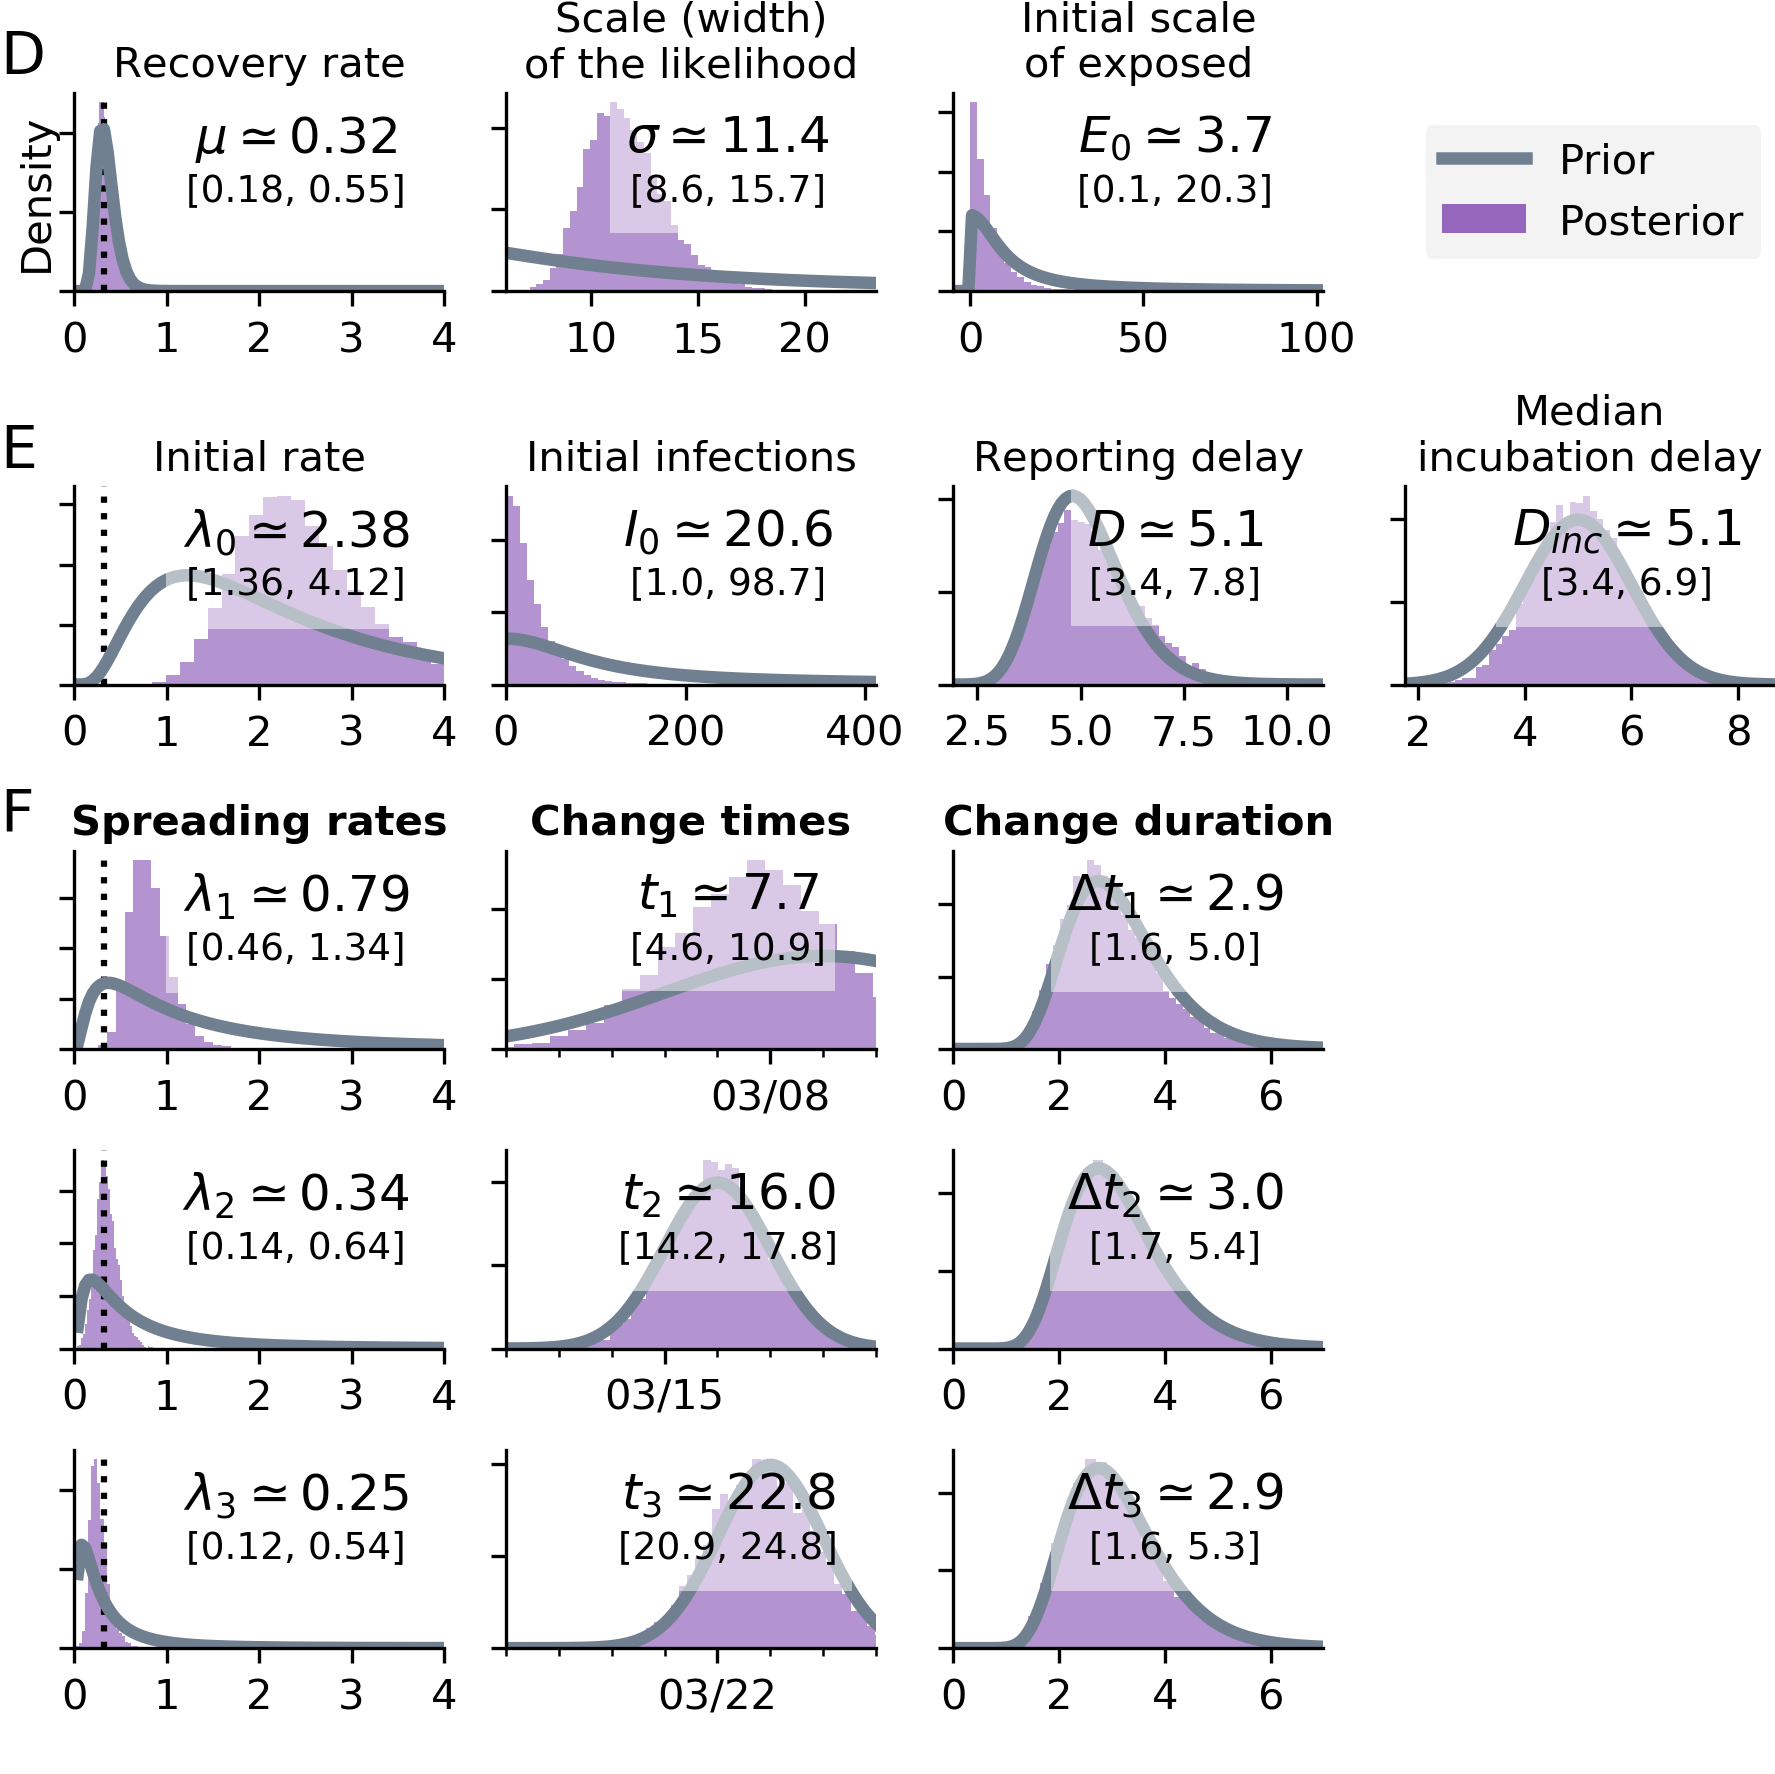 D
Recovery rate
Scale (width)
of the likelihood
Initial scale
of exposed
Density
μ ≃ 0.32
[0.18, 0.55]
0 1 2 3 4
σ ≃ 11.4
[8.6, 15.7]
10 15 20
E₀ ≃ 3.7
[0.1, 20.3]
0 50 100
Prior
Posterior
E
Initial rate
Initial infections
Reporting delay
Median
incubation delay
λ₀ ≃ 2.38
[1.36, 4.12]
0 1 2 3 4
I₀ ≃ 20.6
[1.0, 98.7]
0 200 400
D ≃ 5.1
[3.4, 7.8]
2.5 5.0 7.5 10.0
D_inc ≃ 5.1
[3.4, 6.9]
2 4 6 8
F
Spreading rates
Change times
Change duration
λ₁ ≃ 0.79
[0.46, 1.34]
0 1 2 3 4
t₁ ≃ 7.7
[4.6, 10.9]
03/08
Δt₁ ≃ 2.9
[1.6, 5.0]
0 2 4 6
λ₂ ≃ 0.34
[0.14, 0.64]
0 1 2 3 4
t₂ ≃ 16.0
[14.2, 17.8]
03/15
Δt₂ ≃ 3.0
[1.7, 5.4]
0 2 4 6
λ₃ ≃ 0.25
[0.12, 0.54]
0 1 2 3 4
t₃ ≃ 22.8
[20.9, 24.8]
03/22
Δt₃ ≃ 2.9
[1.6, 5.3]
0 2 4 6